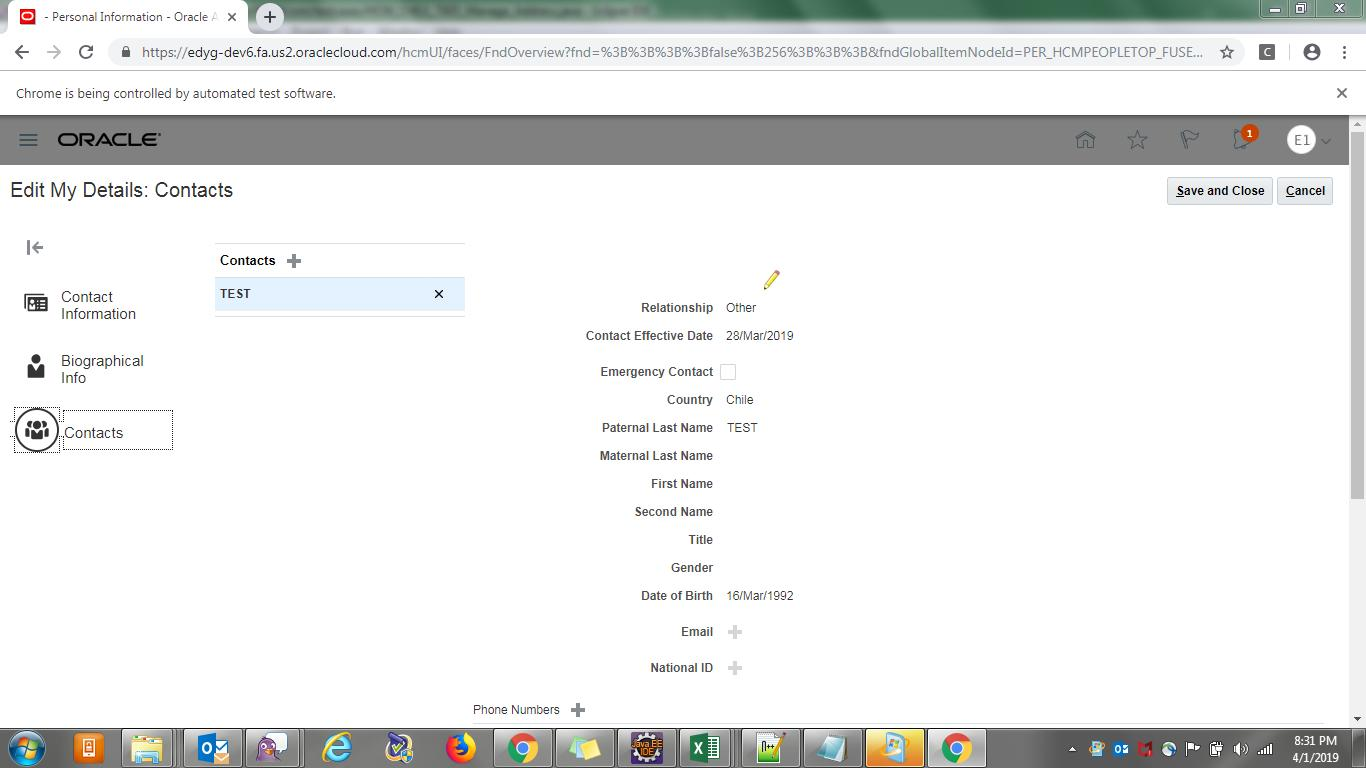 - Personal Information - Oracle A
https://edyg-dev6.fa.us2.oraclecloud.com/hcmUI/faces/FndOverview?fnd=%3B%3B%3B%3Bfalse%3B256%3B%3B%3B&fndGlobalItemNodeId=PER_HCMPEOPLETOP_FUSE...
C
Chrome is being controlled by automated test software.
ORACLE
1
E1
Edit My Details: Contacts
Save and Close
Cancel
Contacts
TEST
Contact
Information
Biographical
Info
Contacts
Relationship Other
Contact Effective Date 28/Mar/2019
Emergency Contact
Country Chile
Paternal Last Name TEST
Maternal Last Name
First Name
Second Name
Title
Gender
Date of Birth 16/Mar/1992
Email
National ID
Phone Numbers
Java EE
IDE
8:31 PM
4/1/2019